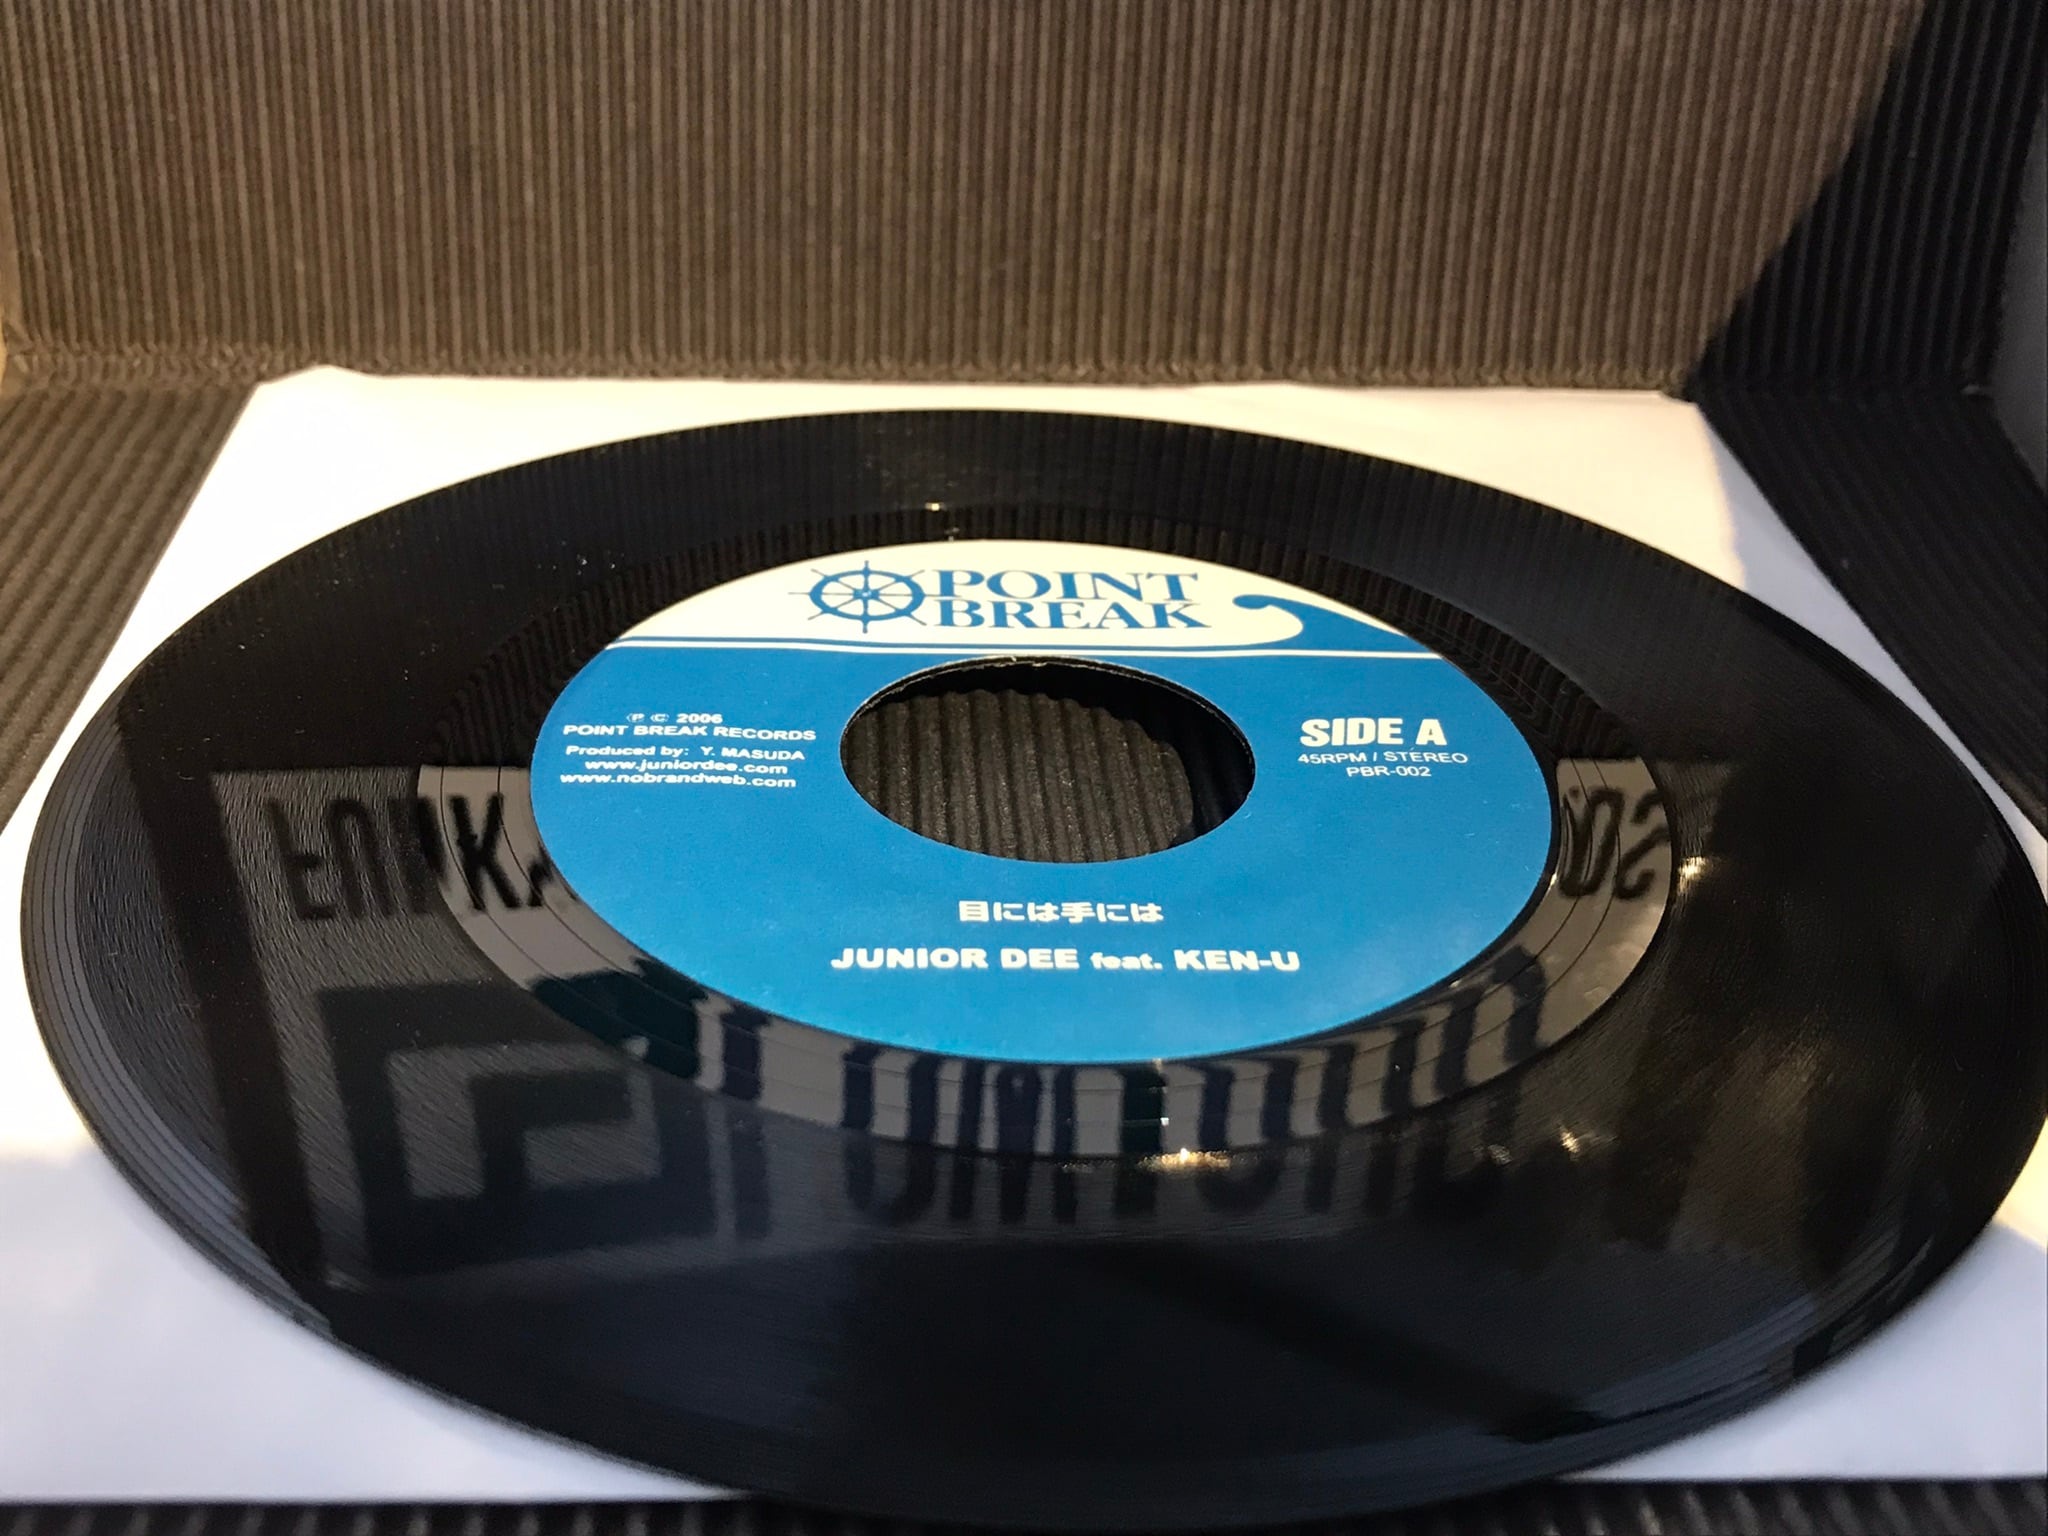 POINT
BREAK
℗ © 2006
POINT BREAK RECORDS
Produced by: Y. MASUDA
www.juniordee.com
www.nobrandweb.com
SIDE A
45RPM / STEREO
PBR-002
目には手には
JUNIOR DEE feat. KEN-U